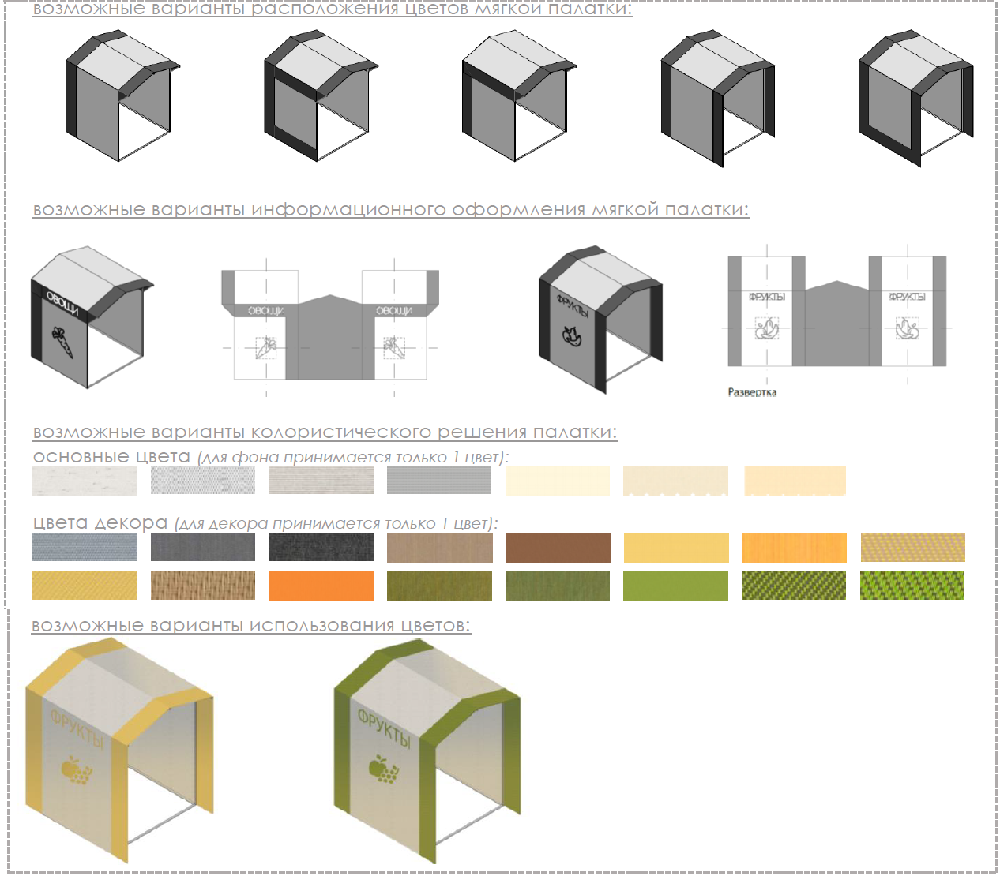 возможные варианты расположения цветов мягкой палатки:
возможные варианты информационного оформления мягкой палатки:
ОВОЩИ
ОВОЩИ
ОВОЩИ
ФРУКТЫ
ФРУКТЫ
ФРУКТЫ
Развертка
возможные варианты колористического решения палатки:
основные цвета (для фона принимается только 1 цвет):
цвета декора (для декора принимается только 1 цвет):
возможные варианты использования цветов:
ФРУКТЫ
ФРУКТЫ